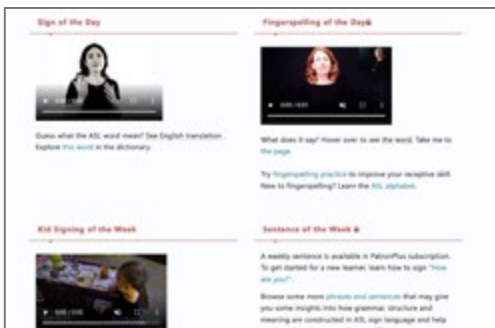 Sign of the Day
Guess what the ASL word mean? See English translation.
Explore this word in the dictionary.
Fingerspelling of the Day
What does it say? Hover over to see the word. Take me to
the page.
Try fingerspelling practice to improve your receptive skill.
New to fingerspelling? Learn the ASL alphabet.
Kid Signing of the Week
Sentence of the Week
A weekly sentence is available in PatronPlus subscription.
To get started for a new learner, learn how to sign "how
are you?".
Browse some more phrases and sentences that may give
you some insights into how grammar, structure and
meaning are constructed in ASL sign language and help